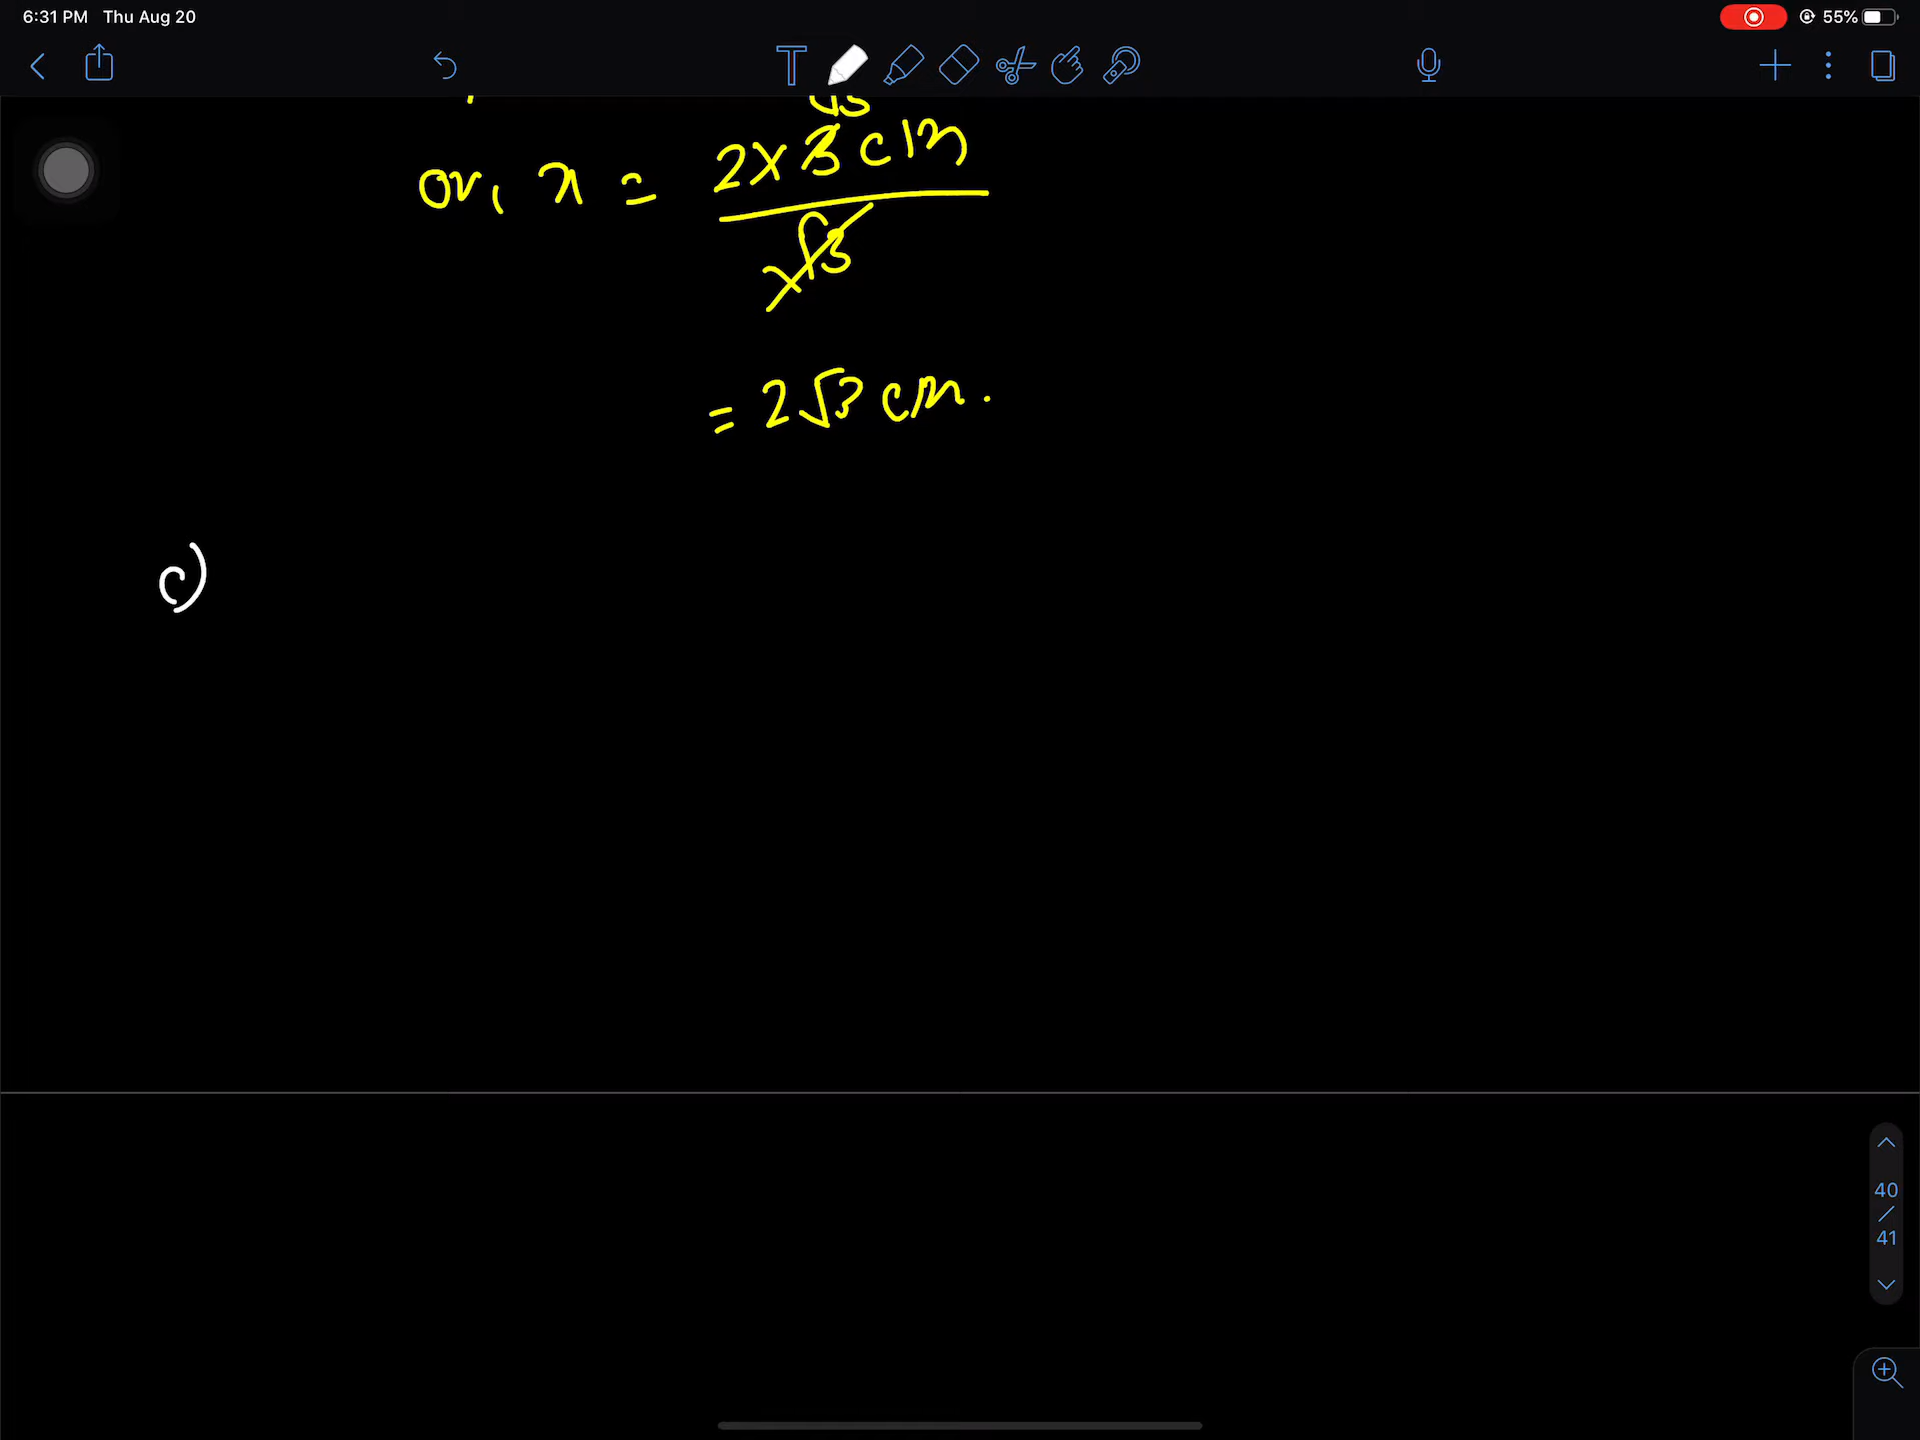 6:31 PM Thu Aug 20
55%
T
or, x = 2×3 cm
√3
= 2√3 cm.
c)
40
/
41